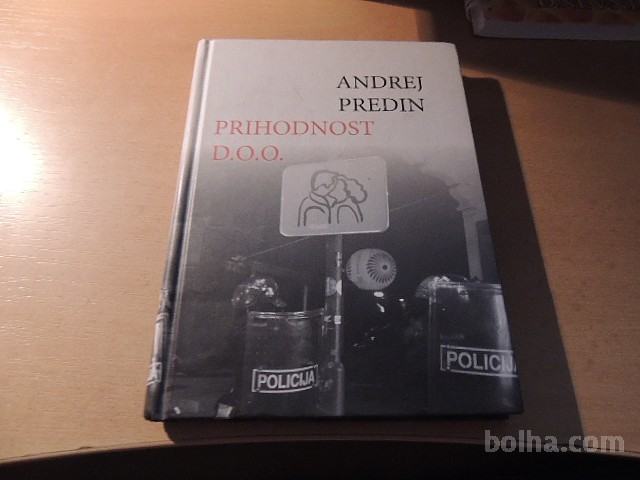 ANDREJ
PREDIN
PRIHODNOST
D.O.O.
POLICIJA
POLICIJA
bolha.com